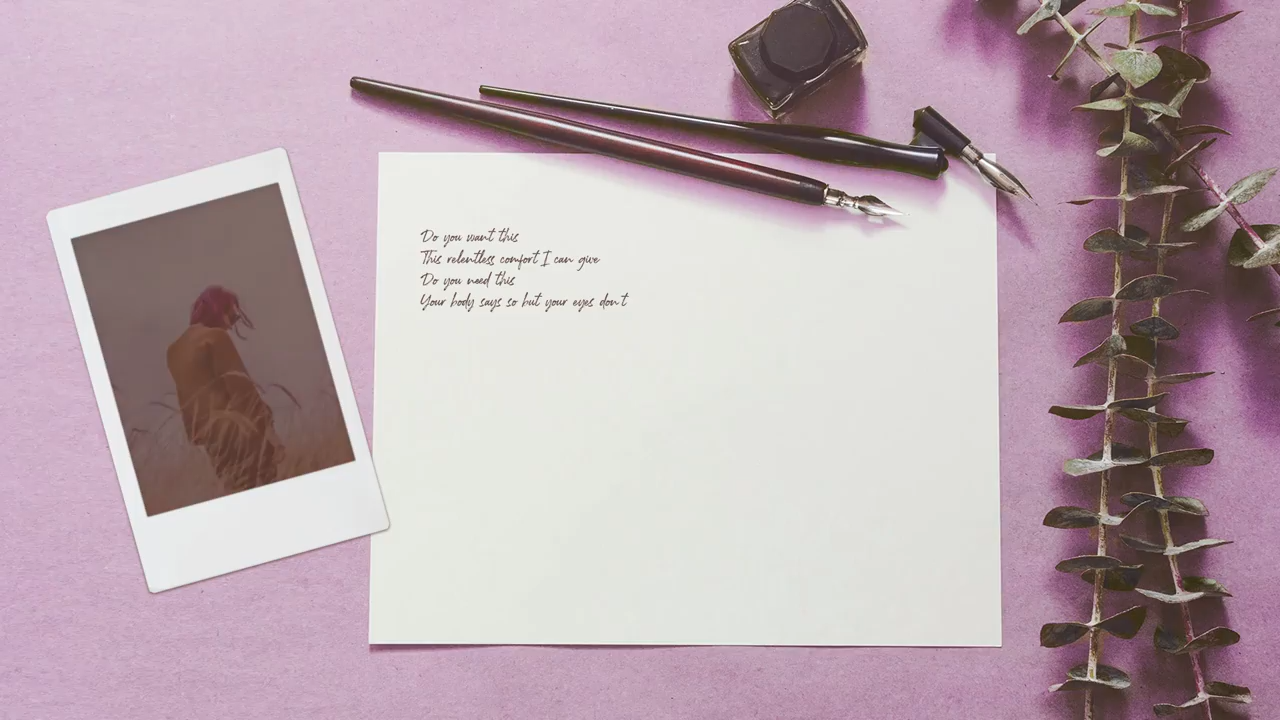 Do you want this
This relentless comfort I can give
Do you need this
Your body says so but your eyes don't